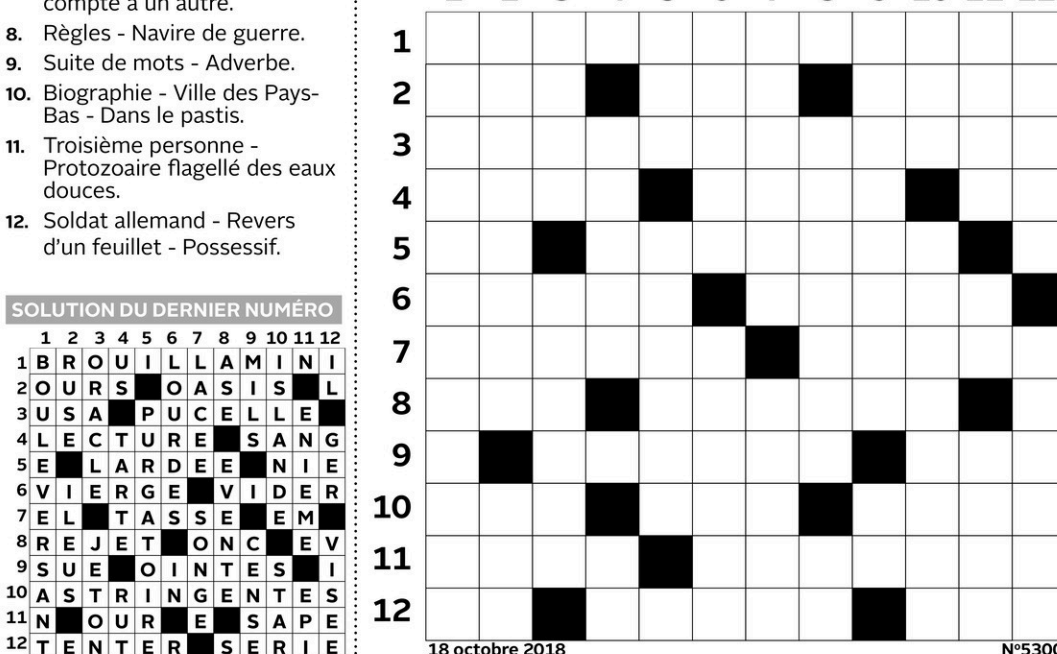 compte à un autre.
8. Règles - Navire de guerre.
9. Suite de mots - Adverbe.
10. Biographie - Ville des Pays-
Bas - Dans le pastis.
11. Troisième personne -
Protozoaire flagellé des eaux
douces.
12. Soldat allemand - Revers
d'un feuillet - Possessif.
SOLUTION DU DERNIER NUMÉRO
1 2 3 4 5 6 7 8 9 10 11 12
1 B R O U I L L A M I N I
2 O U R S O A S I S L
3 U S A P U C E L L E
4 L E C T U R E S A N G
5 E L A R D E E N I E
6 V I E R G E V I D E R
7 E L T A S S E E M
8 R E J E T O N C E V
9 S U E O I N T E S I
10 A S T R I N G E N T E S
11 N O U R E S A P E
12 T E N T E R S E R I E
1
2
3
4
5
6
7
8
9
10
11
12
18 octobre 2018 N°5300